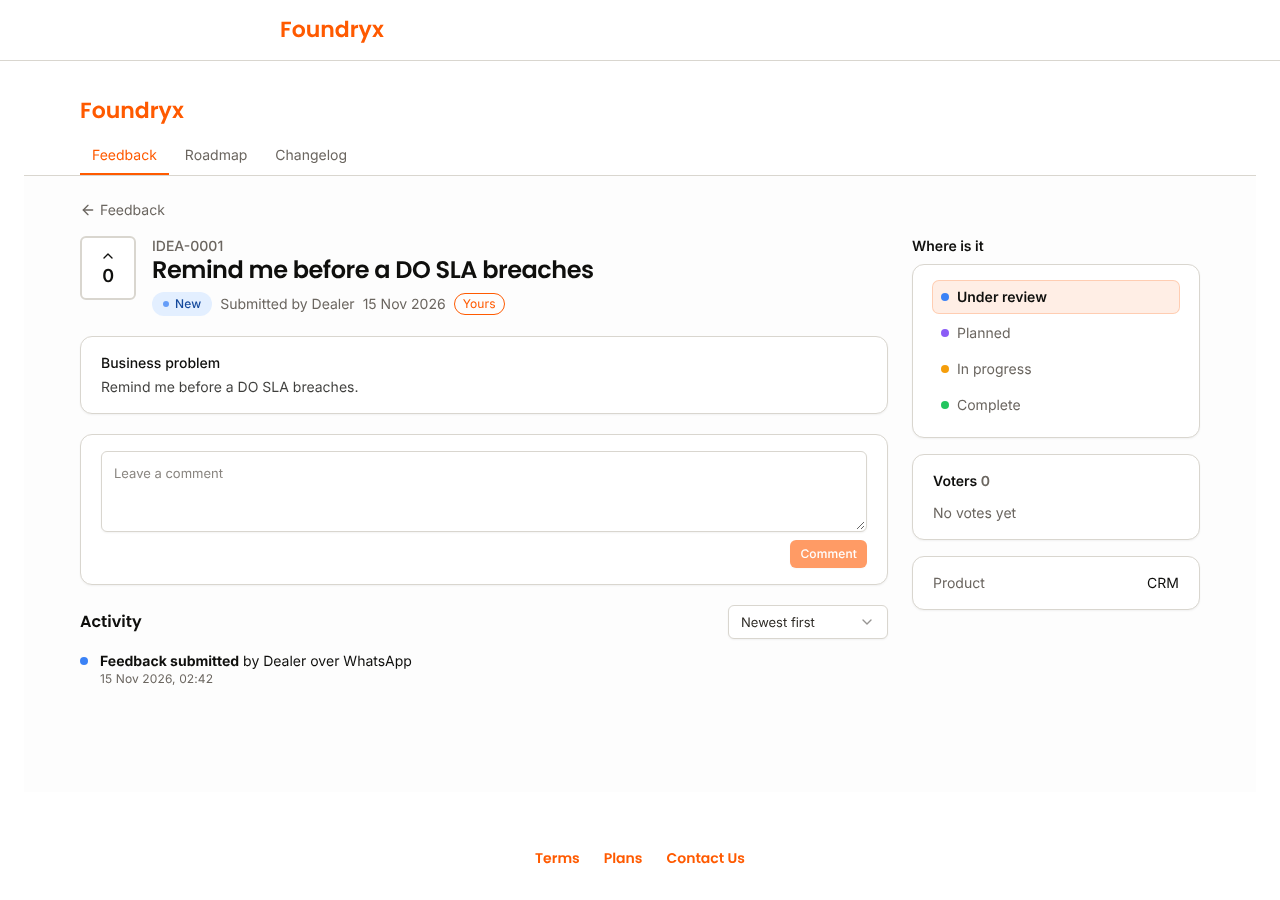 Foundryx
Foundryx
Feedback Roadmap Changelog
Feedback
0
IDEA-0001
Remind me before a DO SLA breaches
New Submitted by Dealer 15 Nov 2026 Yours
Business problem
Remind me before a DO SLA breaches.
Leave a comment
Comment
Activity
Newest first
Feedback submitted by Dealer over WhatsApp
15 Nov 2026, 02:42
Where is it
Under review
Planned
In progress
Complete
Voters 0
No votes yet
Product CRM
Terms Plans Contact Us